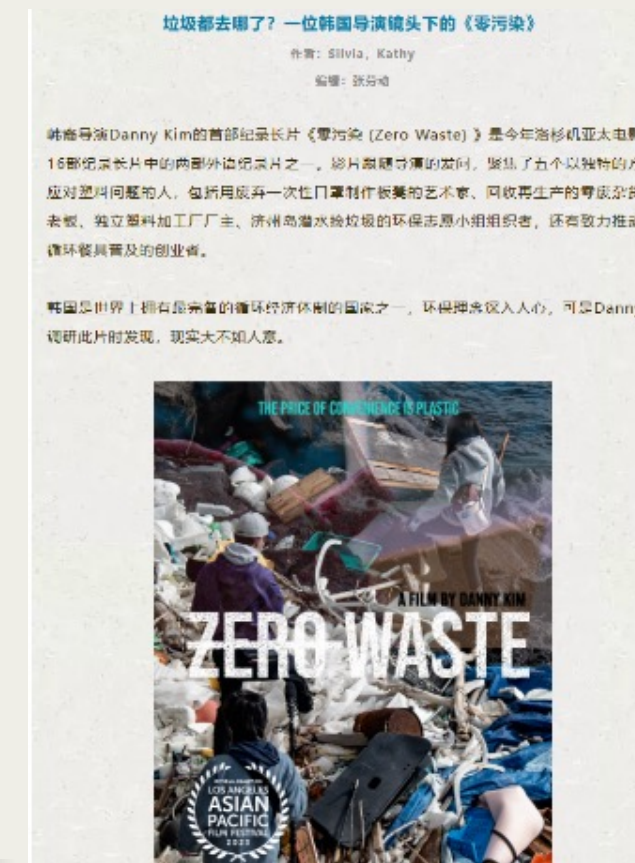 垃圾都去哪了？一位韩国导演镜头下的《零污染》
作者：Silvia，Kathy
编辑：张芬
韩裔导演Danny Kim的首部纪录长片《零污染 (Zero Waste) 》是今年洛杉矶亚太电影
16部纪录长片中的两部外语纪录片之一。影片跟随导演的发问，聚焦了五个以独特的
应对塑料问题的人，包括用废弃一次性口罩制作板凳的艺术家、回收再生产的零废杂
老板、独立塑料加工厂厂主、济州岛潜水捡垃圾的环保志愿小组组织者，还有致力推
循环餐具普及的创业者。
韩国是世界上拥有最完备的循环经济体制的国家之一，环保理念深入人心，可是Danny
调研此片时发现，现实大不如人意。
THE PRICE OF CONVENIENCE IS PLASTIC
A FILM BY DANNY KIM
ZERO WASTE
LOS ANGELES
ASIAN
PACIFIC
FILM FESTIVAL
2023